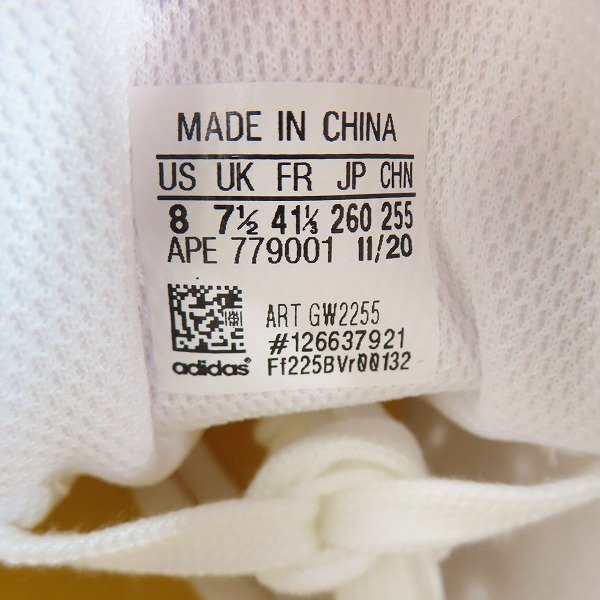 MADE IN CHINA
US UK FR JP CHN
8 7½ 41⅓ 260 255
APE 779001 11/20
ART GW2255
#126637921
adidas® Ff225BVr00132